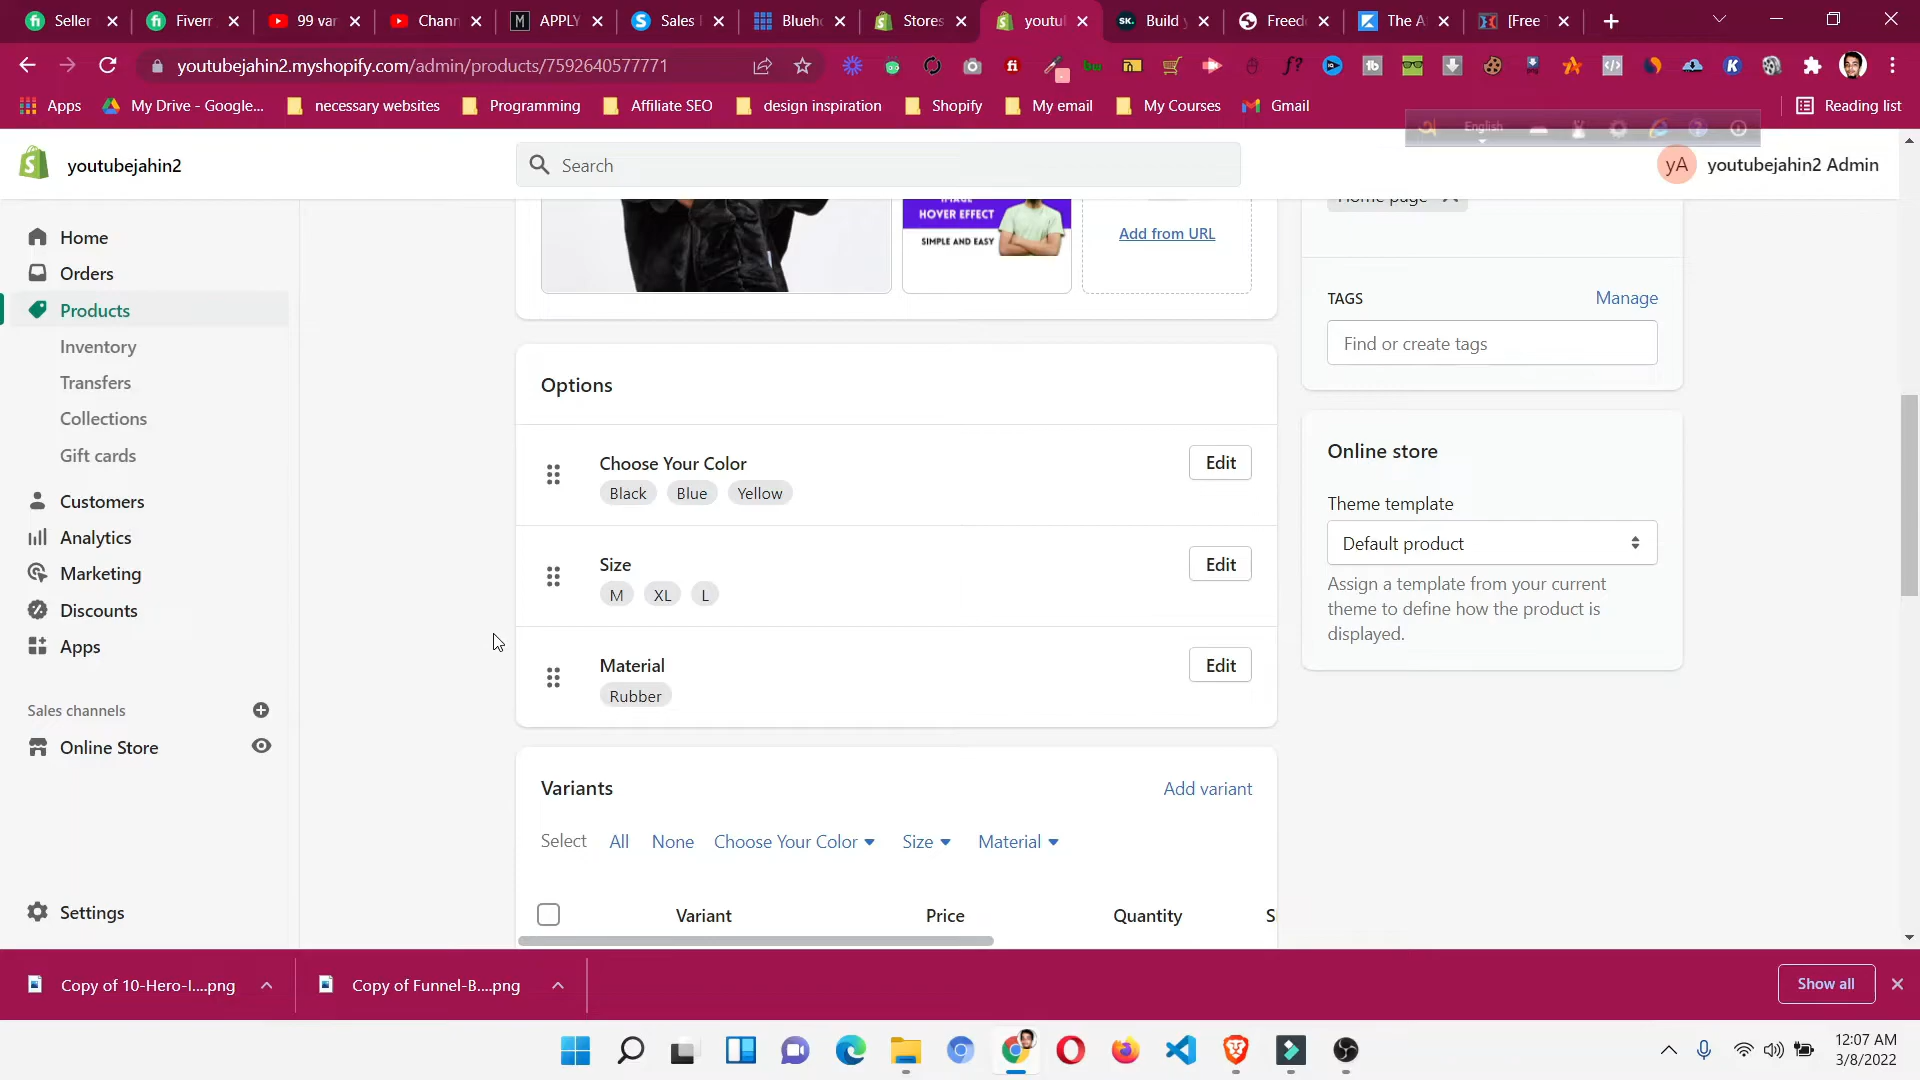 Seller
Fiverr
99 var
Chann
APPLY
Sales
Blueho
Stores
youtul
SK.
Build
Freed
The A
[Free
youtubejahin2.myshopify.com/admin/products/7592640577771
Apps
My Drive - Google...
necessary websites
Programming
Affiliate SEO
design inspiration
Shopify
My email
My Courses
Gmail
Reading list
English
youtubejahin2
Search
yA
youtubejahin2 Admin
Home
Orders
Products
Inventory
Transfers
Collections
Gift cards
Customers
Analytics
Marketing
Discounts
Apps
Sales channels
Online Store
Settings
IMAGE
HOVER EFFECT
SIMPLE AND EASY
Add from URL
Options
Choose Your Color
Black Blue Yellow
Edit
Size
M XL L
Edit
Material
Rubber
Edit
Variants
Add variant
Select All None Choose Your Color Size Material
Variant Price Quantity S
Home page
TAGS
Manage
Find or create tags
Online store
Theme template
Default product
Assign a template from your current
theme to define how the product is
displayed.
Copy of 10-Hero-I....png
Copy of Funnel-B....png
Show all
12:07 AM
3/8/2022